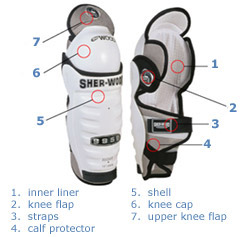 7
WOOD
6
1
SHER-WOOD
2
5
3
4
1. inner liner
2. knee flap
3. straps
4. calf protector
5. shell
6. knee cap
7. upper knee flap